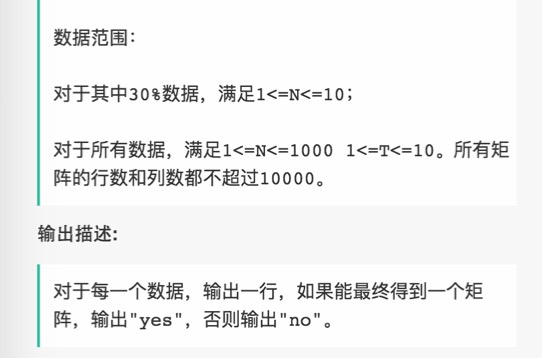 数据范围:
对于其中30%数据，满足1<=N<=10；
对于所有数据，满足1<=N<=1000 1<=T<=10。所有矩
阵的行数和列数都不超过10000。
输出描述:
对于每一个数据，输出一行，如果能最终得到一个矩
阵，输出"yes"，否则输出"no"。